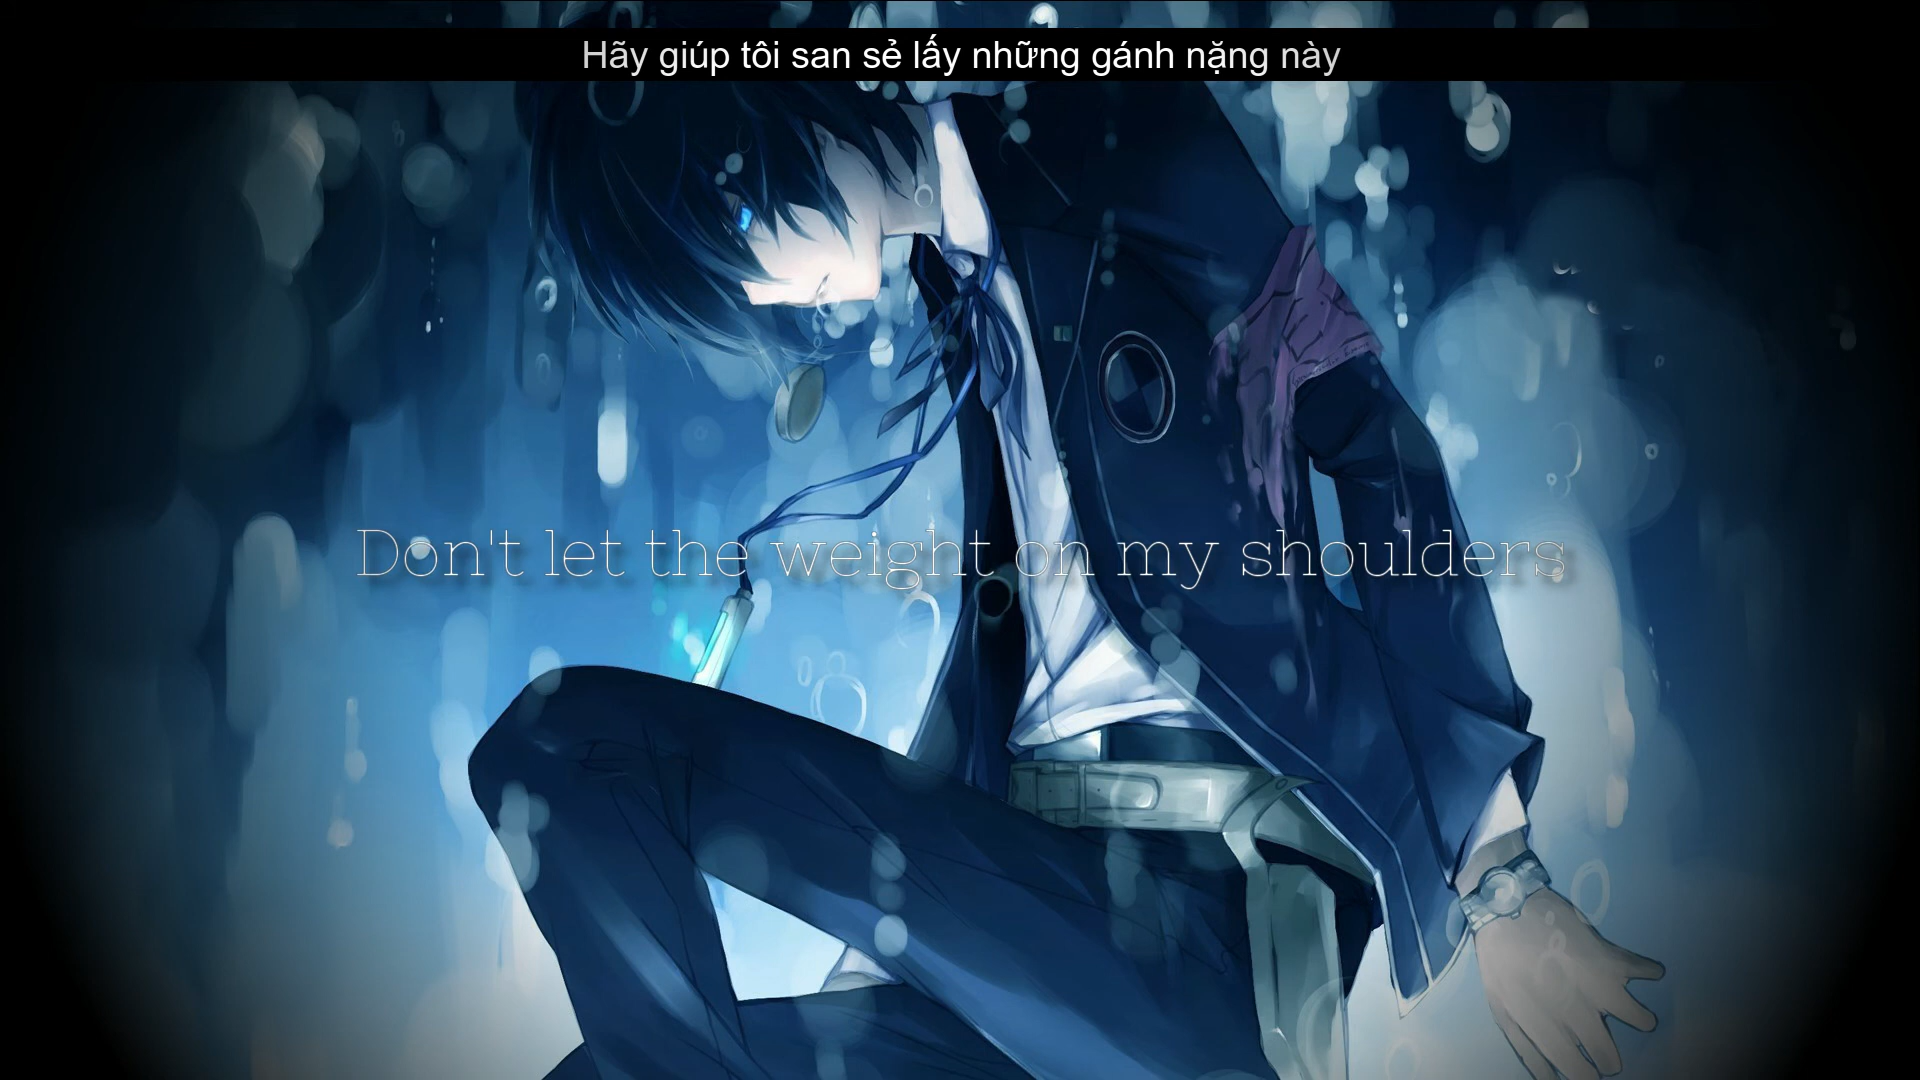 Hãy giúp tôi san sẻ lấy những gánh nặng này
Don't let the weight on my shoulders